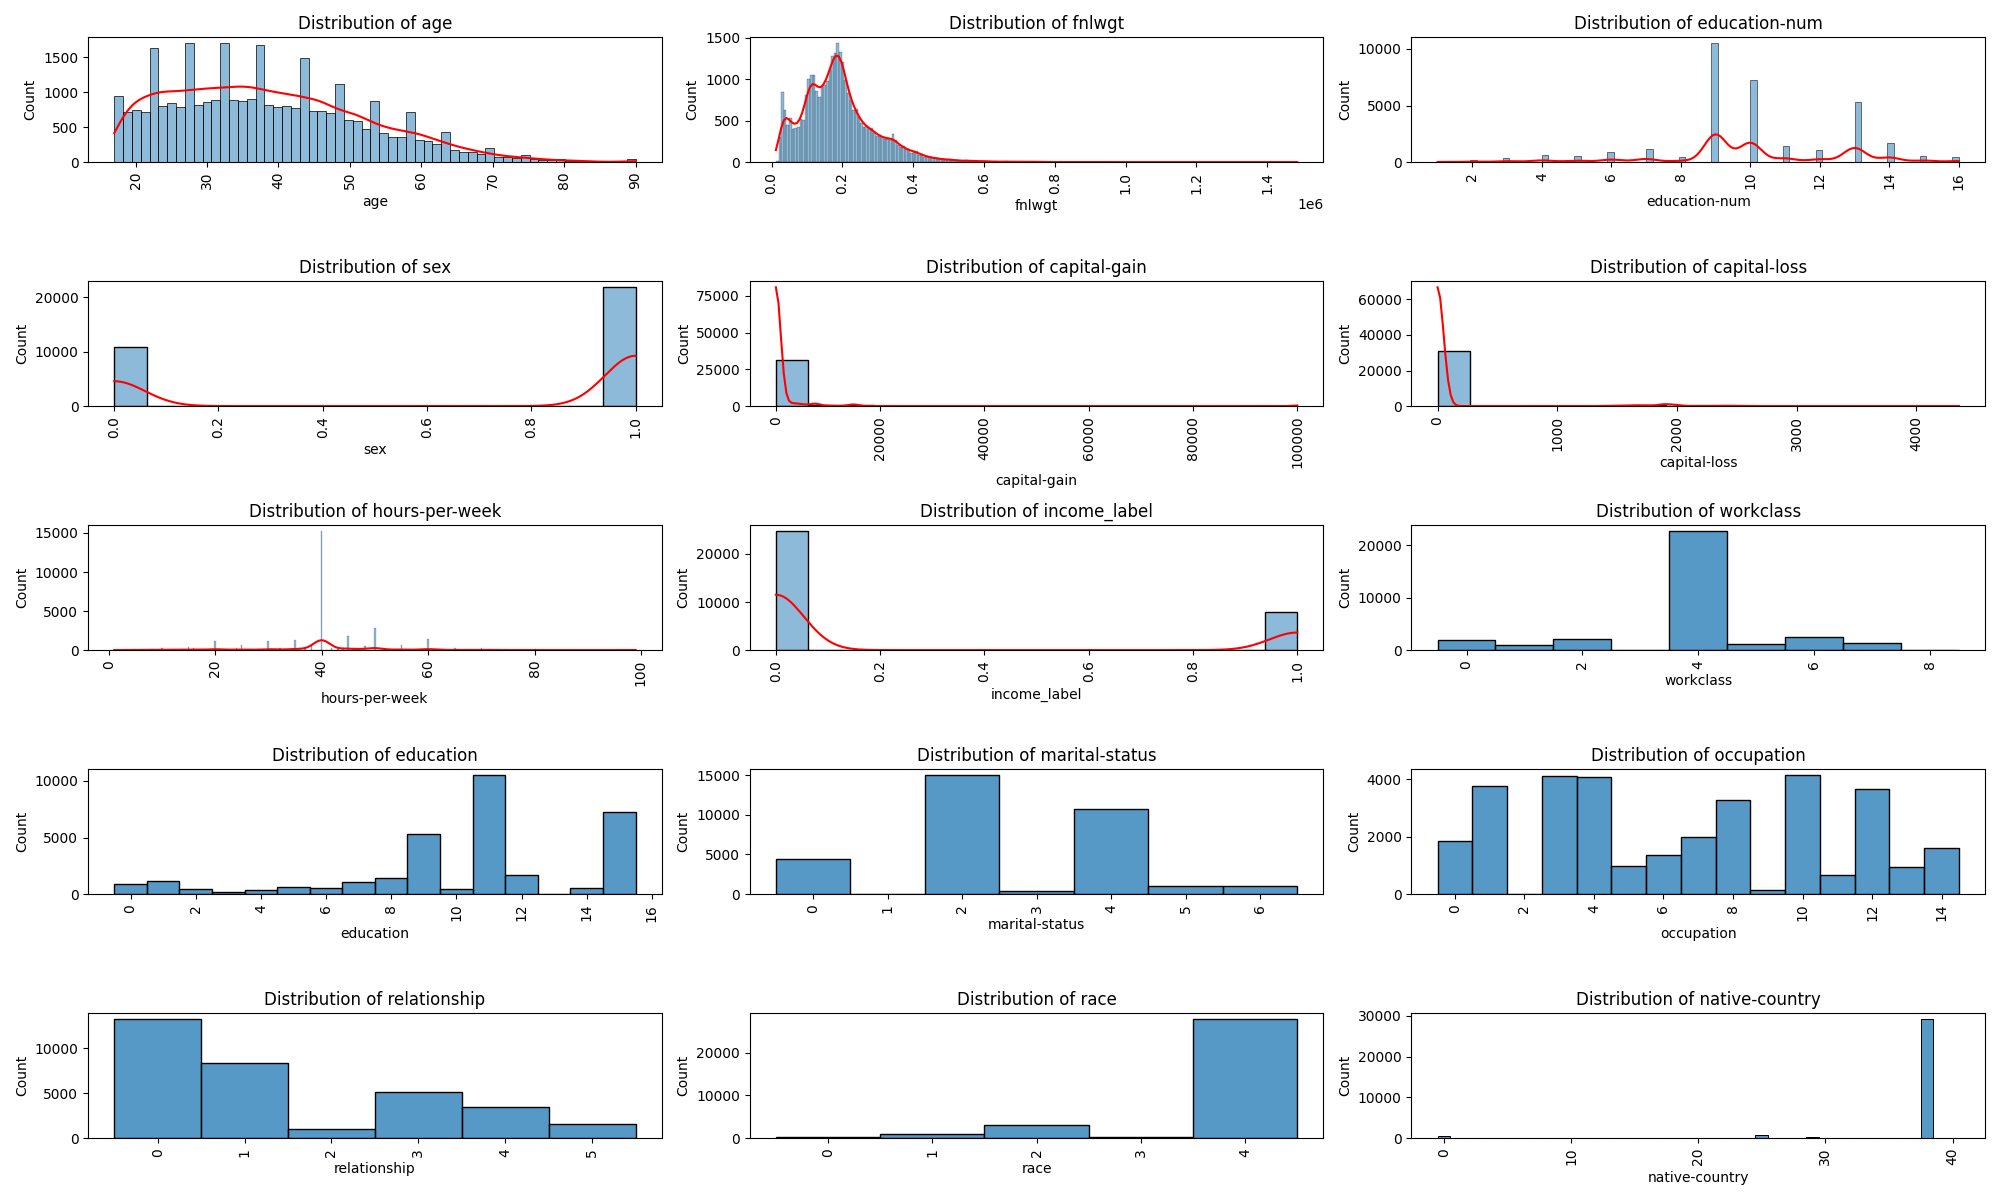 Distribution of age
Count
1500
1000
500
0
20 30 40 50 60 70 80 90
age
Distribution of fnlwgt
Count
1500
1000
500
0
0.0 0.2 0.4 0.6 0.8 1.0 1.2 1.4
1e6
fnlwgt
Distribution of education-num
Count
10000
5000
0
2 4 6 8 10 12 14 16
education-num
Distribution of sex
Count
20000
10000
0
0.0 0.2 0.4 0.6 0.8 1.0
sex
Distribution of capital-gain
Count
75000
50000
25000
0
0 20000 40000 60000 80000 100000
capital-gain
Distribution of capital-loss
Count
60000
40000
20000
0
0 1000 2000 3000 4000
capital-loss
Distribution of hours-per-week
Count
15000
10000
5000
0
0 20 40 60 80 100
hours-per-week
Distribution of income_label
Count
20000
10000
0
0.0 0.2 0.4 0.6 0.8 1.0
income_label
Distribution of workclass
Count
20000
10000
0
0 2 4 6 8
workclass
Distribution of education
Count
10000
5000
0
0 2 4 6 8 10 12 14 16
education
Distribution of marital-status
Count
15000
10000
5000
0
0 1 2 3 4 5 6
marital-status
Distribution of occupation
Count
4000
2000
0
0 2 4 6 8 10 12 14
occupation
Distribution of relationship
Count
10000
5000
0
0 1 2 3 4 5
relationship
Distribution of race
Count
20000
10000
0
0 1 2 3 4
race
Distribution of native-country
Count
30000
20000
10000
0
0 10 20 30 40
native-country